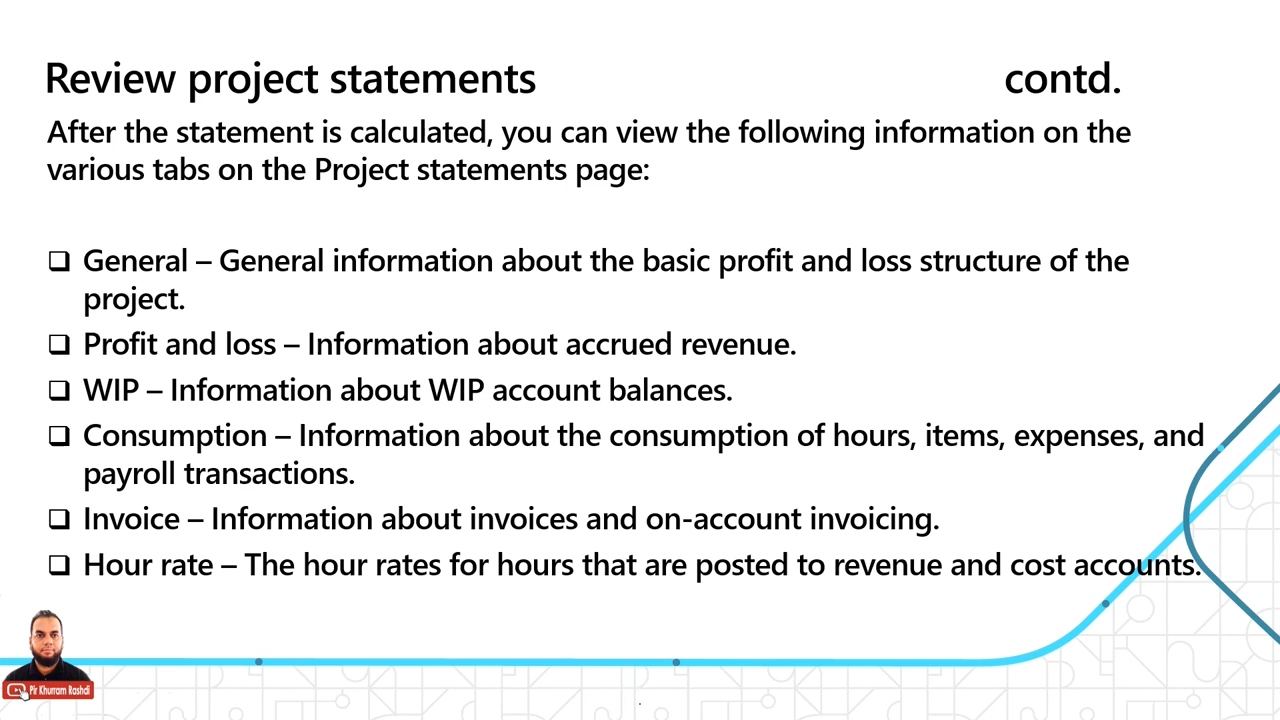 Review project statements contd.
After the statement is calculated, you can view the following information on the
various tabs on the Project statements page:
❑ General – General information about the basic profit and loss structure of the
project.
❑ Profit and loss – Information about accrued revenue.
❑ WIP – Information about WIP account balances.
❑ Consumption – Information about the consumption of hours, items, expenses, and
payroll transactions.
❑ Invoice – Information about invoices and on-account invoicing.
❑ Hour rate – The hour rates for hours that are posted to revenue and cost accounts.
Pir Khurram Rashdi